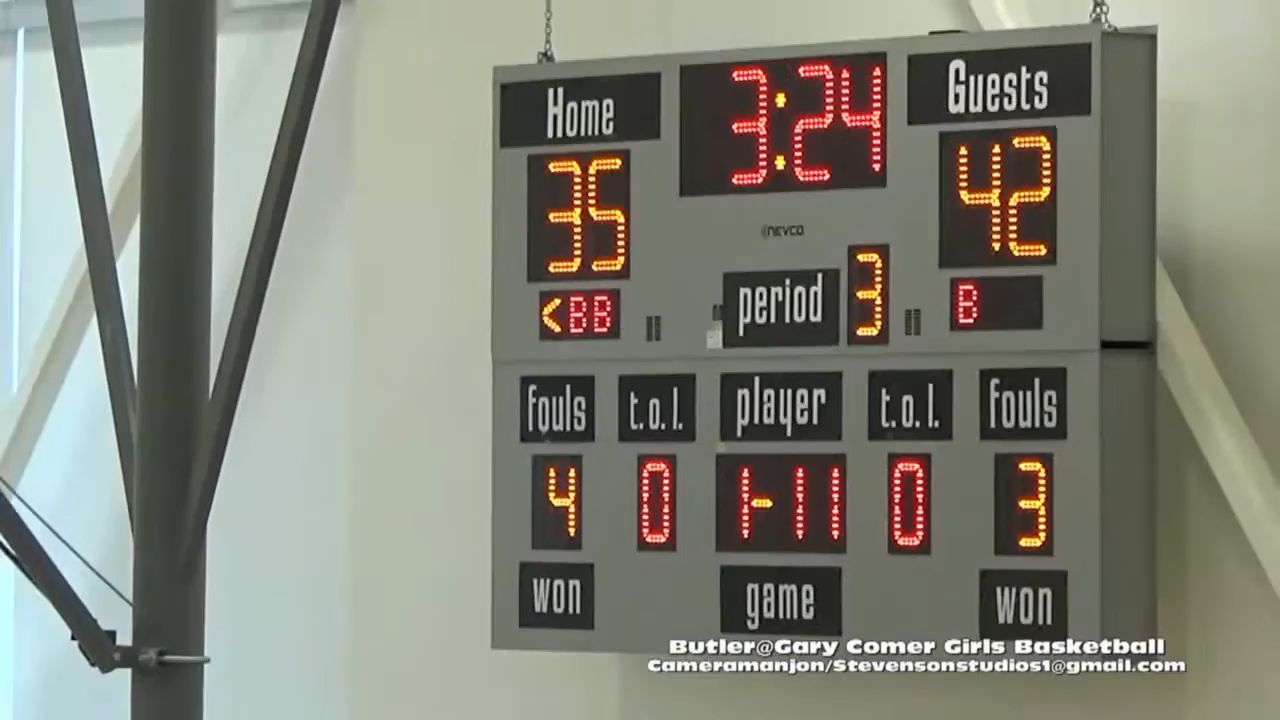 Home 3:24 Guests
35 42
NEVCO
<BB period 3 B
fouls t.o.l. player t.o.l. fouls
4 0 1-11 0 3
won game won
Butler@Gary Comer Girls Basketball
Cameramanjon/Stevensonstudios1@gmail.com